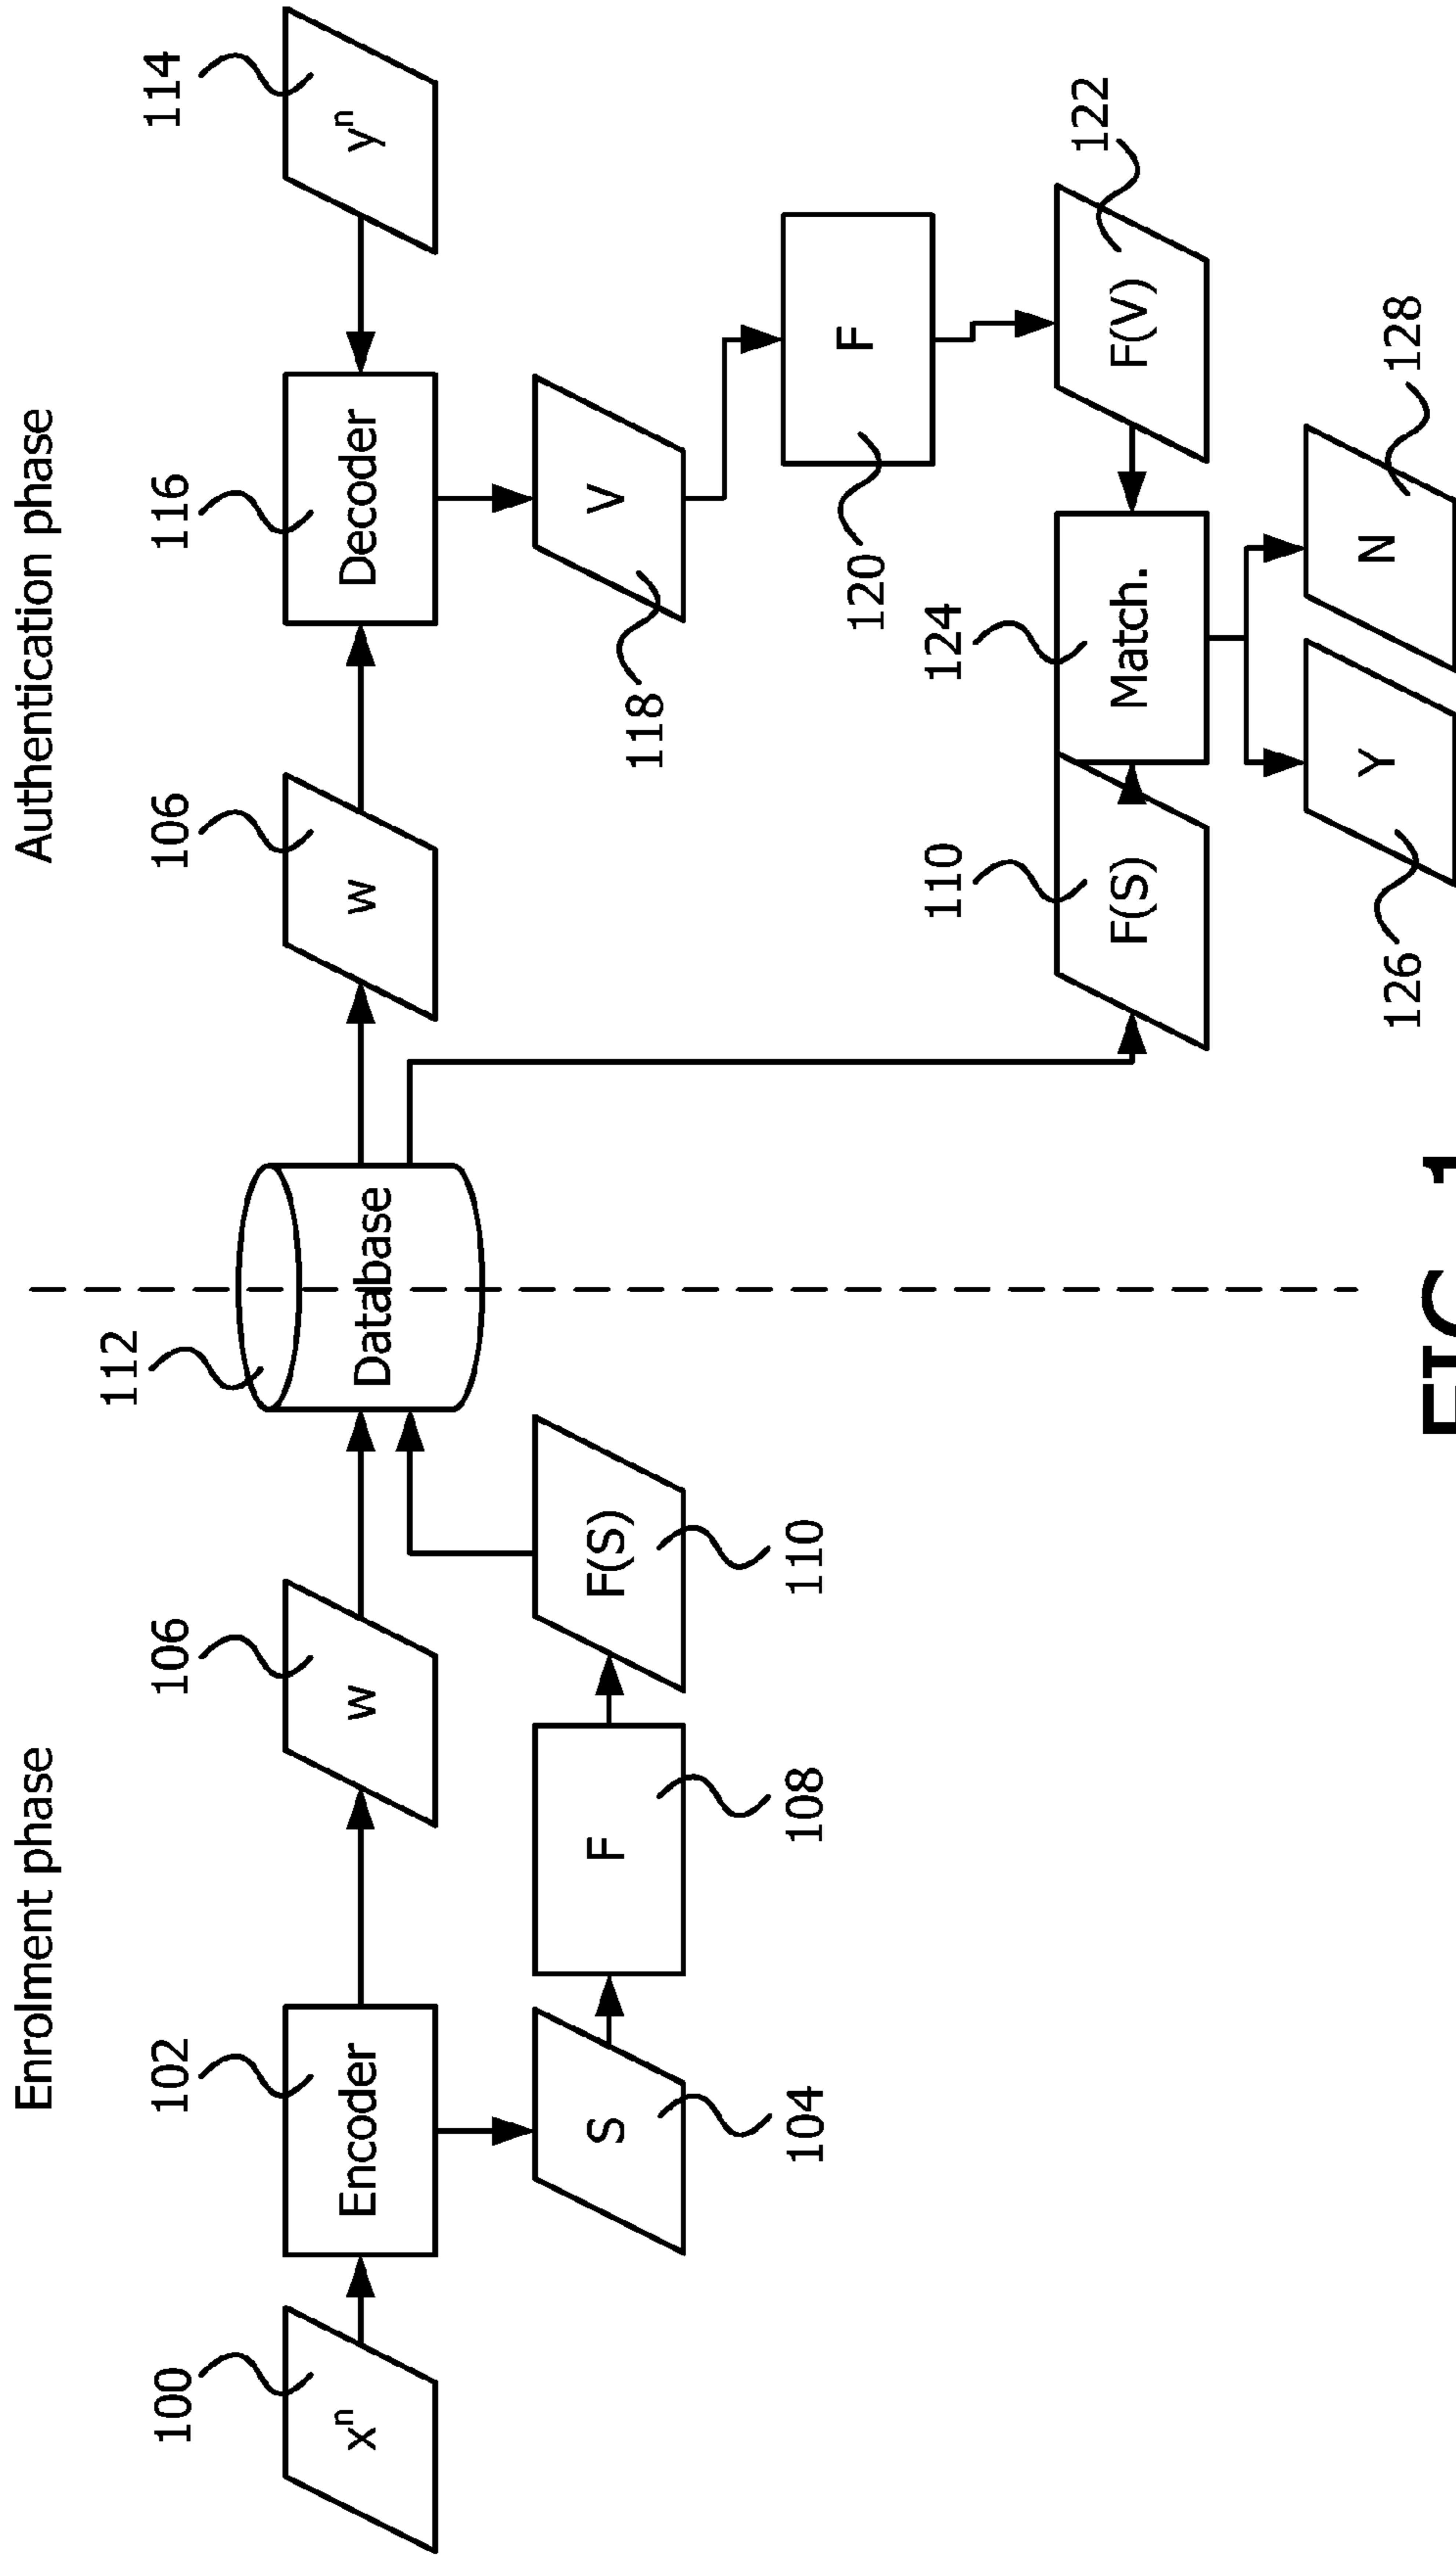 Enrolment phase
Authentication phase
100
xⁿ
102
Encoder
106
w
112
Database
106
w
116
Decoder
114
yⁿ
104
S
108
F
110
F(S)
118
V
120
F
110
F(S)
124
Match.
122
F(V)
126
Y
128
N